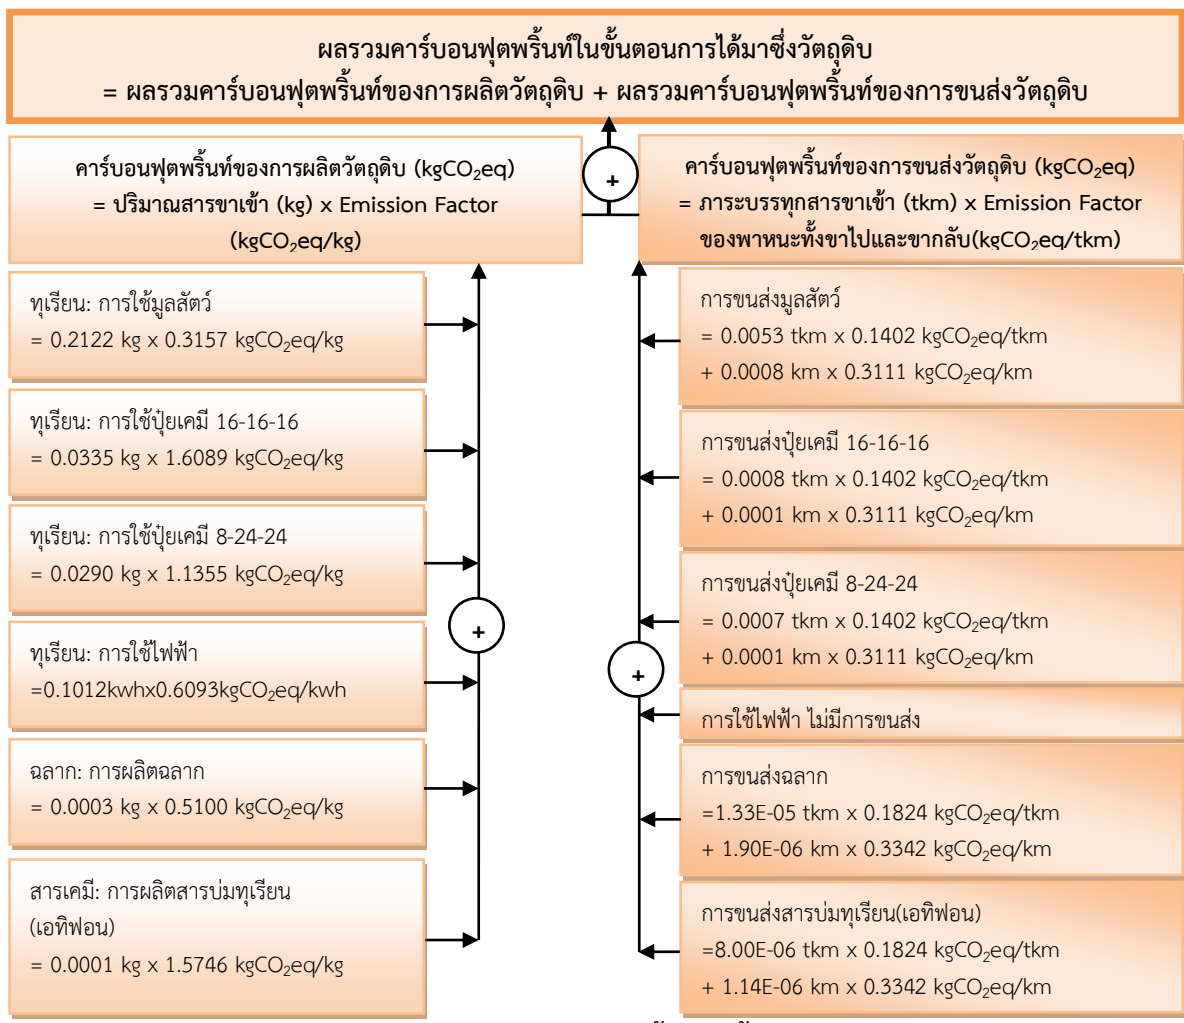 ผลรวมคาร์บอนฟุตพริ้นท์ในขั้นตอนการได้มาซึ่งวัตถุดิบ
= ผลรวมคาร์บอนฟุตพริ้นท์ของการผลิตวัตถุดิบ + ผลรวมคาร์บอนฟุตพริ้นท์ของการขนส่งวัตถุดิบ
คาร์บอนฟุตพริ้นท์ของการผลิตวัตถุดิบ (kgCO₂eq)
= ปริมาณสารขาเข้า (kg) x Emission Factor
(kgCO₂eq/kg)
+
คาร์บอนฟุตพริ้นท์ของการขนส่งวัตถุดิบ (kgCO₂eq)
= ภาระบรรทุกสารขาเข้า (tkm) x Emission Factor
ของพาหนะทั้งขาไปและขากลับ(kgCO₂eq/tkm)
ทุเรียน: การใช้มูลสัตว์
= 0.2122 kg x 0.3157 kgCO₂eq/kg
ทุเรียน: การใช้ปุ๋ยเคมี 16-16-16
= 0.0335 kg x 1.6089 kgCO₂eq/kg
ทุเรียน: การใช้ปุ๋ยเคมี 8-24-24
= 0.0290 kg x 1.1355 kgCO₂eq/kg
ทุเรียน: การใช้ไฟฟ้า
=0.1012kwhx0.6093kgCO₂eq/kwh
ฉลาก: การผลิตฉลาก
= 0.0003 kg x 0.5100 kgCO₂eq/kg
สารเคมี: การผลิตสารบ่มทุเรียน
(เอทิฟอน)
= 0.0001 kg x 1.5746 kgCO₂eq/kg
+
การขนส่งมูลสัตว์
= 0.0053 tkm x 0.1402 kgCO₂eq/tkm
+ 0.0008 km x 0.3111 kgCO₂eq/km
การขนส่งปุ๋ยเคมี 16-16-16
= 0.0008 tkm x 0.1402 kgCO₂eq/tkm
+ 0.0001 km x 0.3111 kgCO₂eq/km
การขนส่งปุ๋ยเคมี 8-24-24
= 0.0007 tkm x 0.1402 kgCO₂eq/tkm
+ 0.0001 km x 0.3111 kgCO₂eq/km
+
การใช้ไฟฟ้า ไม่มีการขนส่ง
การขนส่งฉลาก
=1.33E-05 tkm x 0.1824 kgCO₂eq/tkm
+ 1.90E-06 km x 0.3342 kgCO₂eq/km
การขนส่งสารบ่มทุเรียน(เอทิฟอน)
=8.00E-06 tkm x 0.1824 kgCO₂eq/tkm
+ 1.14E-06 km x 0.3342 kgCO₂eq/km